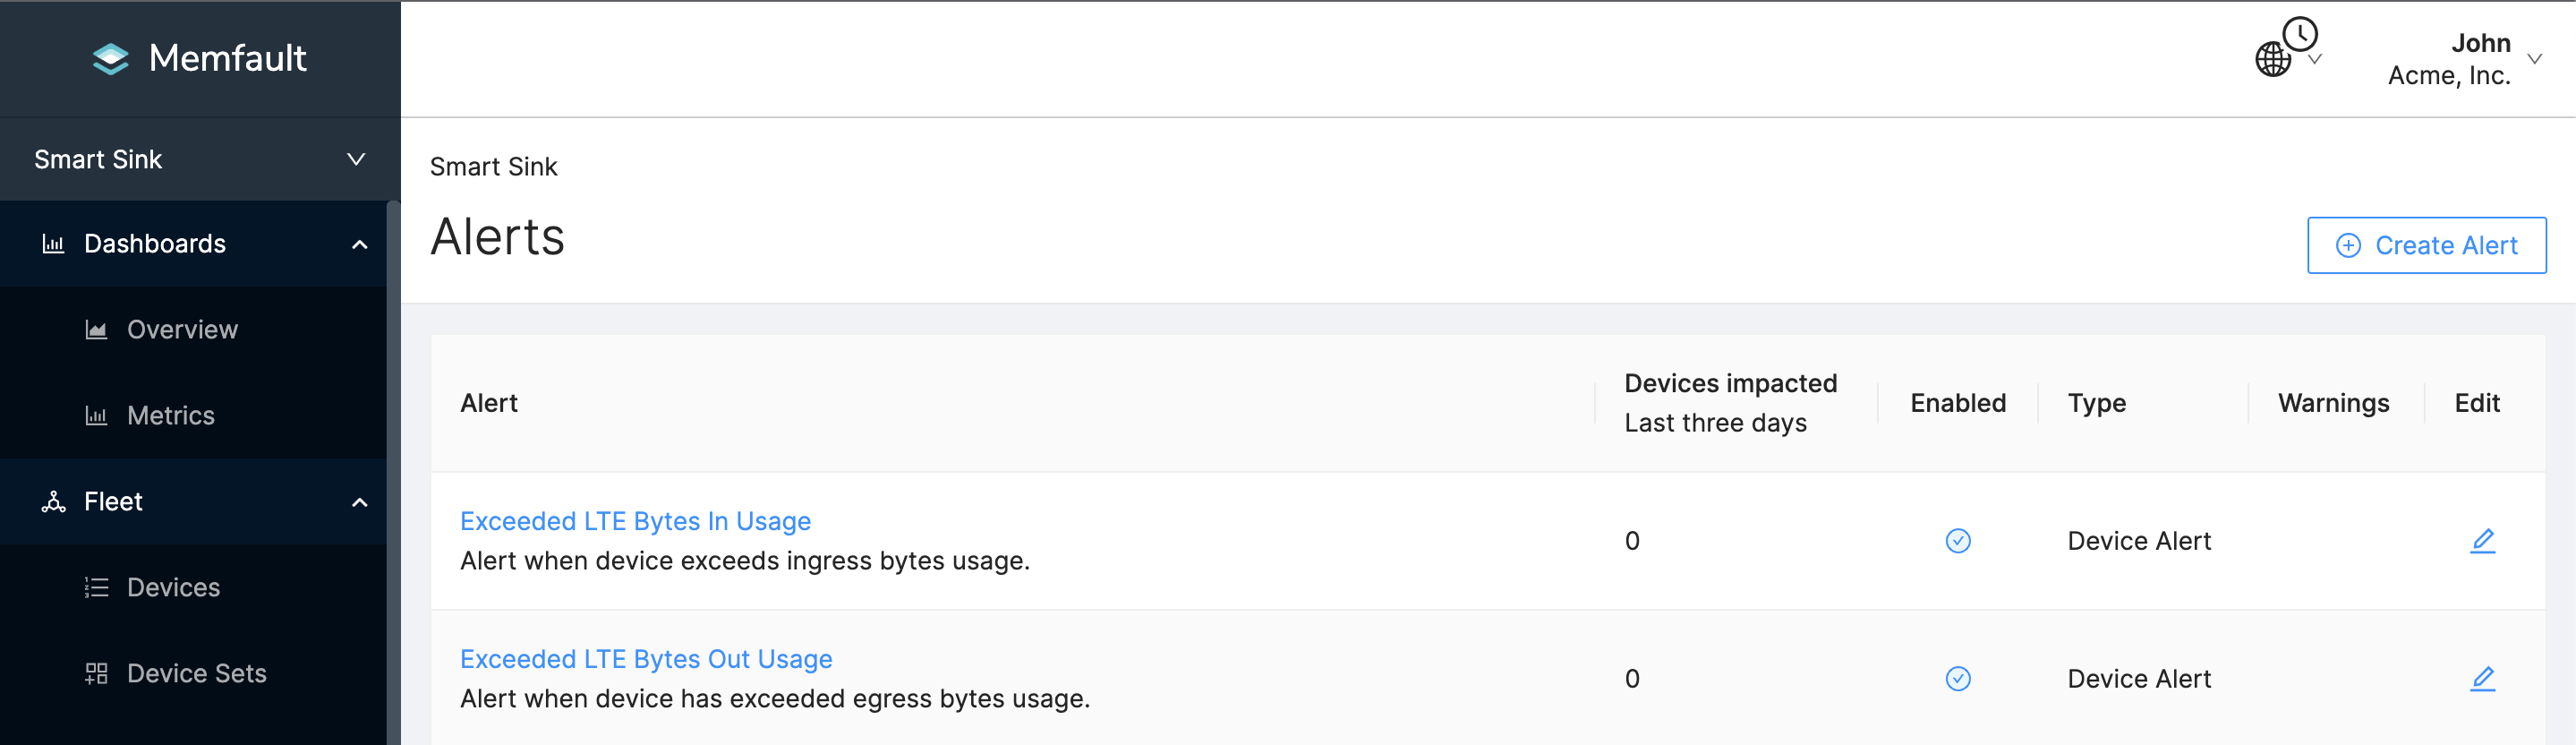 Memfault
John
Acme, Inc.
Smart Sink
Dashboards
Overview
Metrics
Fleet
Devices
Device Sets
Smart Sink
Alerts
Create Alert
Alert
Devices impacted
Last three days
Enabled
Type
Warnings
Edit
Exceeded LTE Bytes In Usage
Alert when device exceeds ingress bytes usage.
0
Device Alert
Exceeded LTE Bytes Out Usage
Alert when device has exceeded egress bytes usage.
0
Device Alert